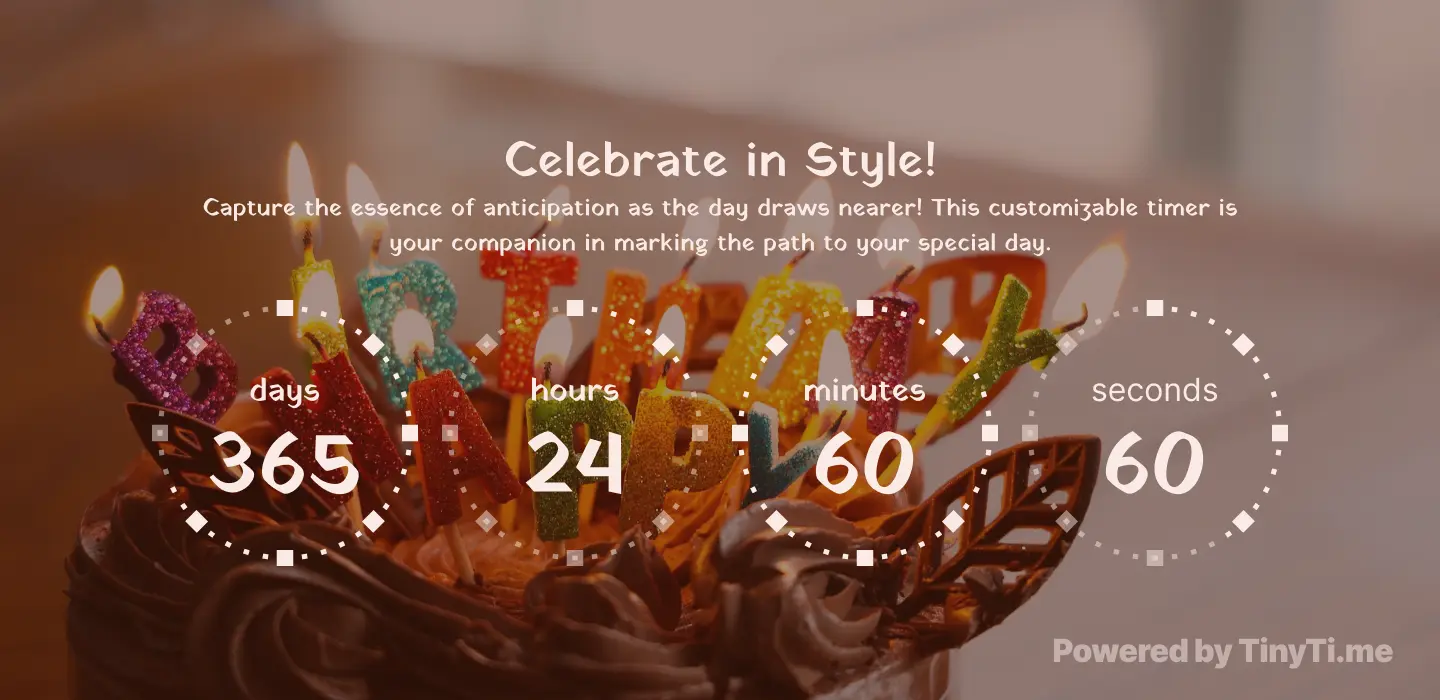 Celebrate in Style!
Capture the essence of anticipation as the day draws nearer! This customizable timer is
your companion in marking the path to your special day.
BIRTHDAY
HAPPY
days
hours
minutes
seconds
365
24
60
60
Powered by TinyTi.me